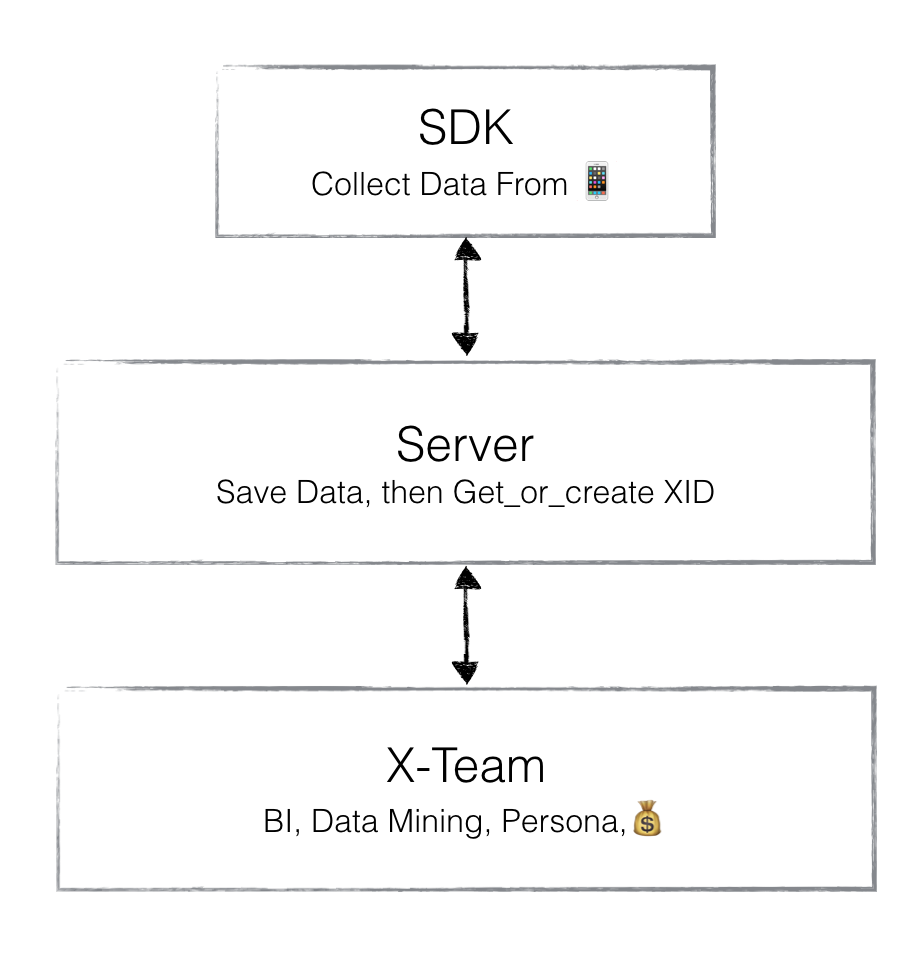 SDK
Collect Data From 📱
Server
Save Data, then Get_or_create XID
X-Team
BI, Data Mining, Persona,💰